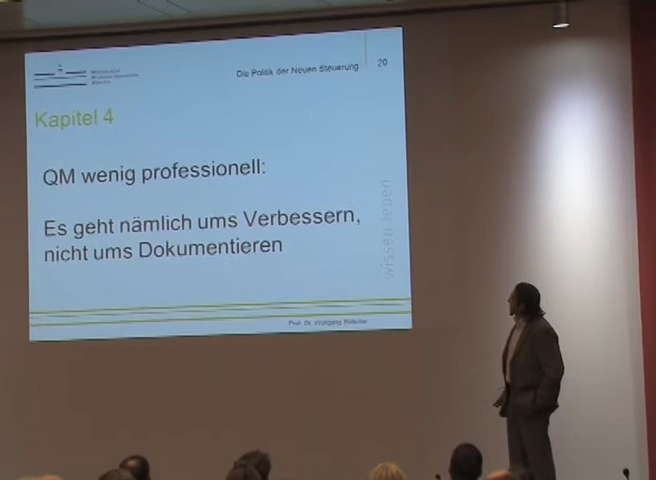 Die Politik der Neuen Steuerung
20
Kapitel 4
QM wenig professionell:
Es geht nämlich ums Verbessern,
nicht ums Dokumentieren
wissen leben
Prof. Dr. Wolfgang